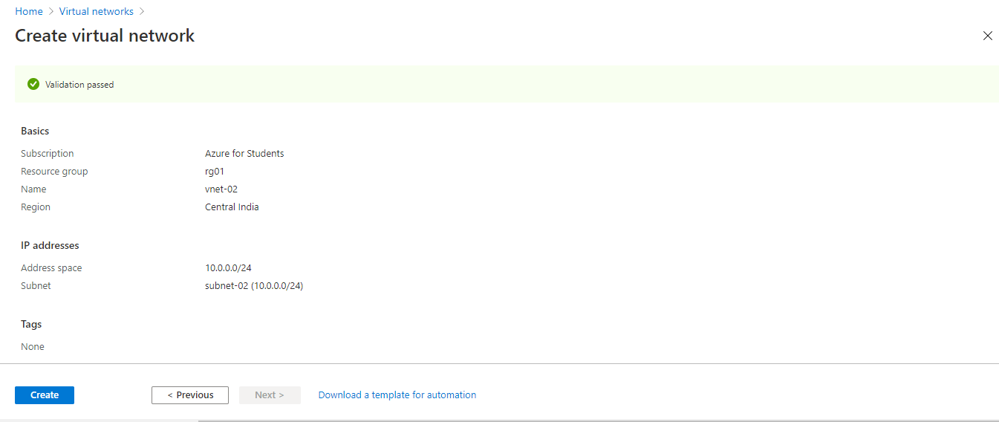 Home > Virtual networks >
Create virtual network
Validation passed
Basics
Subscription Azure for Students
Resource group rg01
Name vnet-02
Region Central India
IP addresses
Address space 10.0.0.0/24
Subnet subnet-02 (10.0.0.0/24)
Tags
None
Create < Previous Next > Download a template for automation